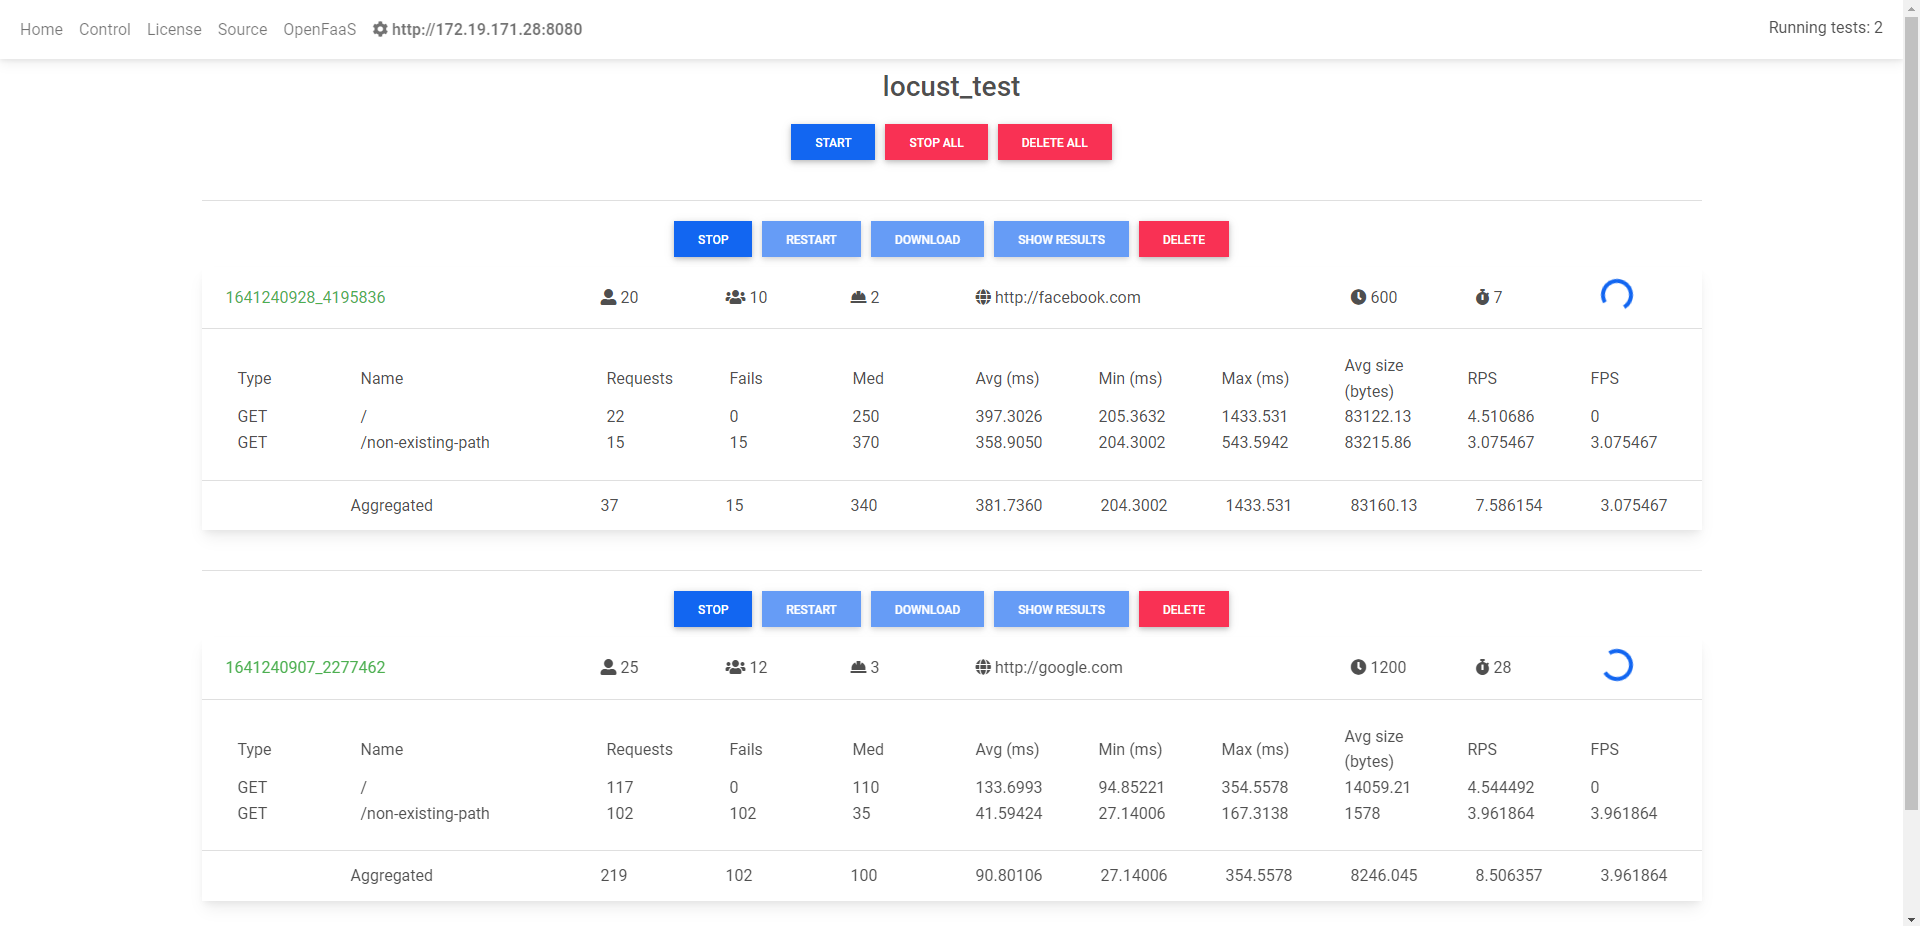 Home Control License Source OpenFaaS http://172.19.171.28:8080 Running tests: 2
locust_test
START STOP ALL DELETE ALL
STOP RESTART DOWNLOAD SHOW RESULTS DELETE
1641240928_4195836 20 10 2 http://facebook.com 600 7
Type Name Requests Fails Med Avg (ms) Min (ms) Max (ms) Avg size (bytes) RPS FPS
GET / 22 0 250 397.3026 205.3632 1433.531 83122.13 4.510686 0
GET /non-existing-path 15 15 370 358.9050 204.3002 543.5942 83215.86 3.075467 3.075467
Aggregated 37 15 340 381.7360 204.3002 1433.531 83160.13 7.586154 3.075467
STOP RESTART DOWNLOAD SHOW RESULTS DELETE
1641240907_2277462 25 12 3 http://google.com 1200 28
Type Name Requests Fails Med Avg (ms) Min (ms) Max (ms) Avg size (bytes) RPS FPS
GET / 117 0 110 133.6993 94.85221 354.5578 14059.21 4.544492 0
GET /non-existing-path 102 102 35 41.59424 27.14006 167.3138 1578 3.961864 3.961864
Aggregated 219 102 100 90.80106 27.14006 354.5578 8246.045 8.506357 3.961864